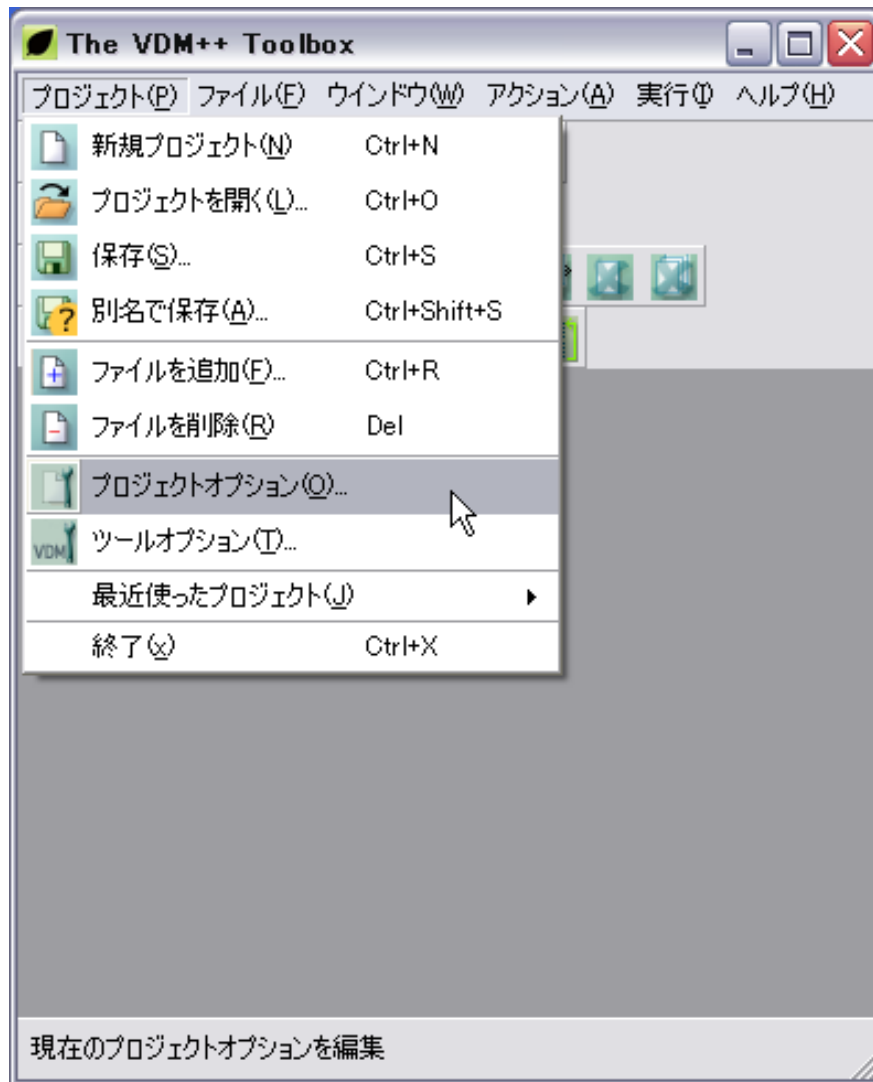 The VDM++ Toolbox
プロジェクト(P) ファイル(F) ウインドウ(W) アクション(A) 実行(I) ヘルプ(H)
新規プロジェクト(N) Ctrl+N
プロジェクトを開く(L)... Ctrl+O
保存(S)... Ctrl+S
別名で保存(A)... Ctrl+Shift+S
ファイルを追加(F)... Ctrl+R
ファイルを削除(R) Del
プロジェクトオプション(O)...
VDM ツールオプション(T)...
最近使ったプロジェクト(J)
終了(x) Ctrl+X
現在のプロジェクトオプションを編集